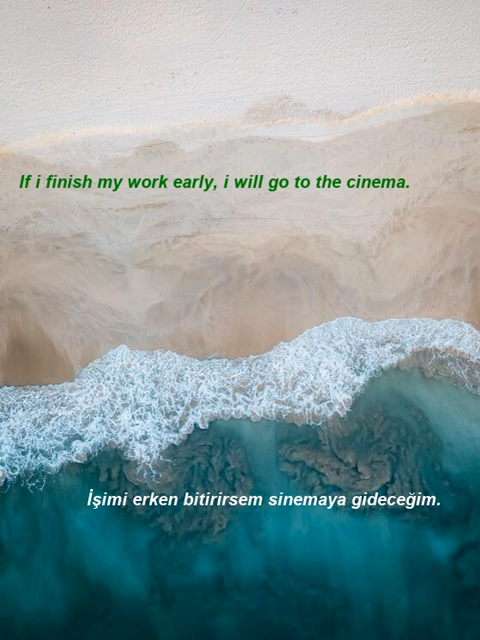 If i finish my work early, i will go to the cinema.
İşimi erken bitirirsem sinemaya gideceğim.